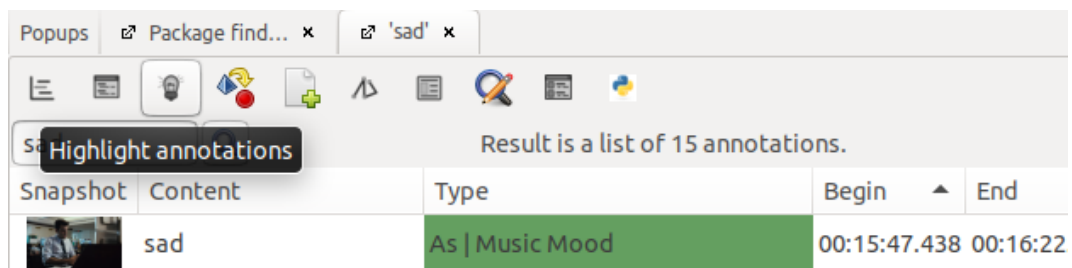 Popups Package find... × 'sad' ×
Highlight annotations Result is a list of 15 annotations.
Snapshot Content Type Begin End
sad As | Music Mood 00:15:47.438 00:16:22